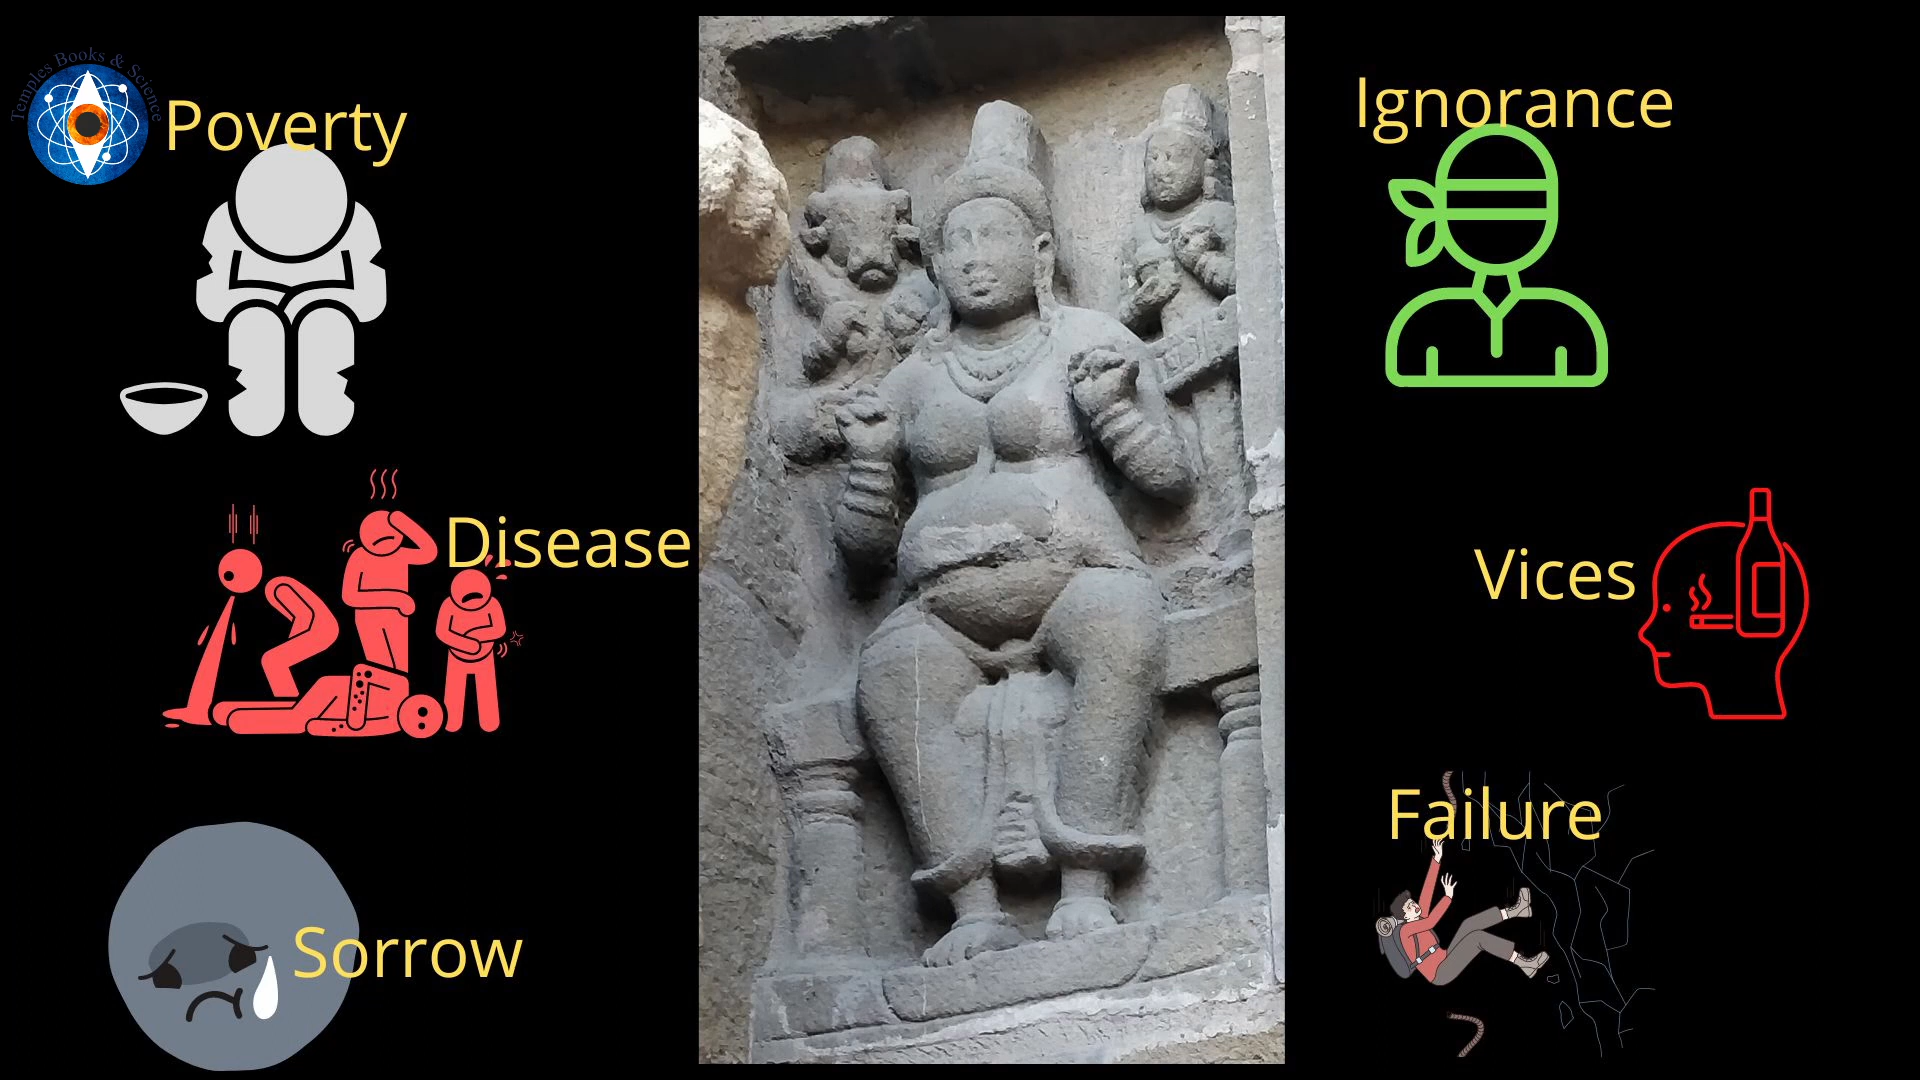 Temples Books & Science
Poverty
Ignorance
Disease
Vices
Failure
Sorrow